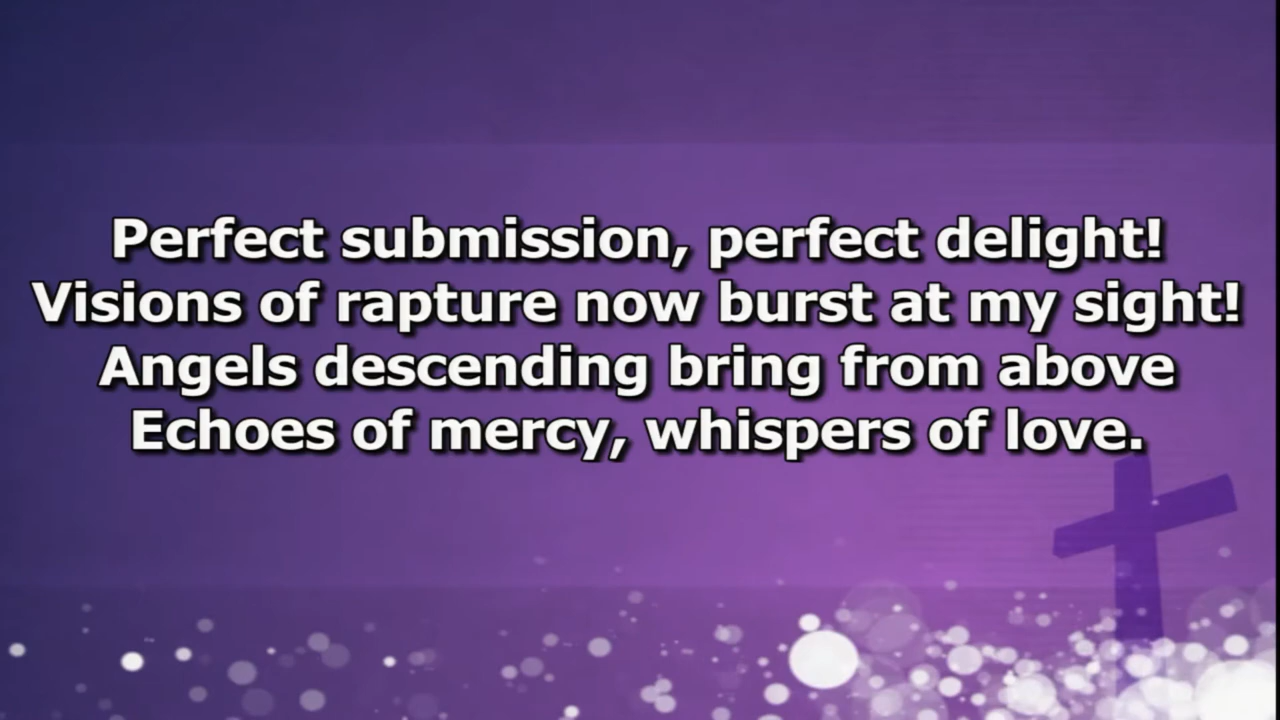 Perfect submission, perfect delight!
Visions of rapture now burst at my sight!
Angels descending bring from above
Echoes of mercy, whispers of love.